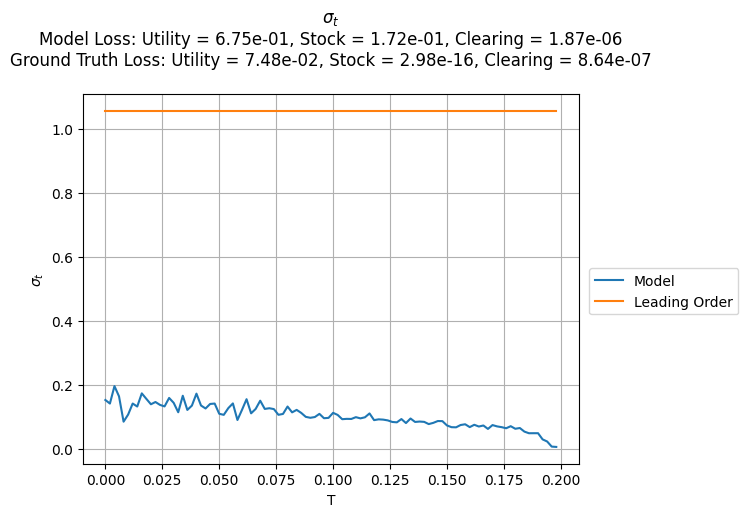 σₜ
Model Loss: Utility = 6.75e-01, Stock = 1.72e-01, Clearing = 1.87e-06
Ground Truth Loss: Utility = 7.48e-02, Stock = 2.98e-16, Clearing = 8.64e-07
1.0
0.8
0.6
0.4
0.2
0.0
σₜ
0.000 0.025 0.050 0.075 0.100 0.125 0.150 0.175 0.200
T
Model
Leading Order